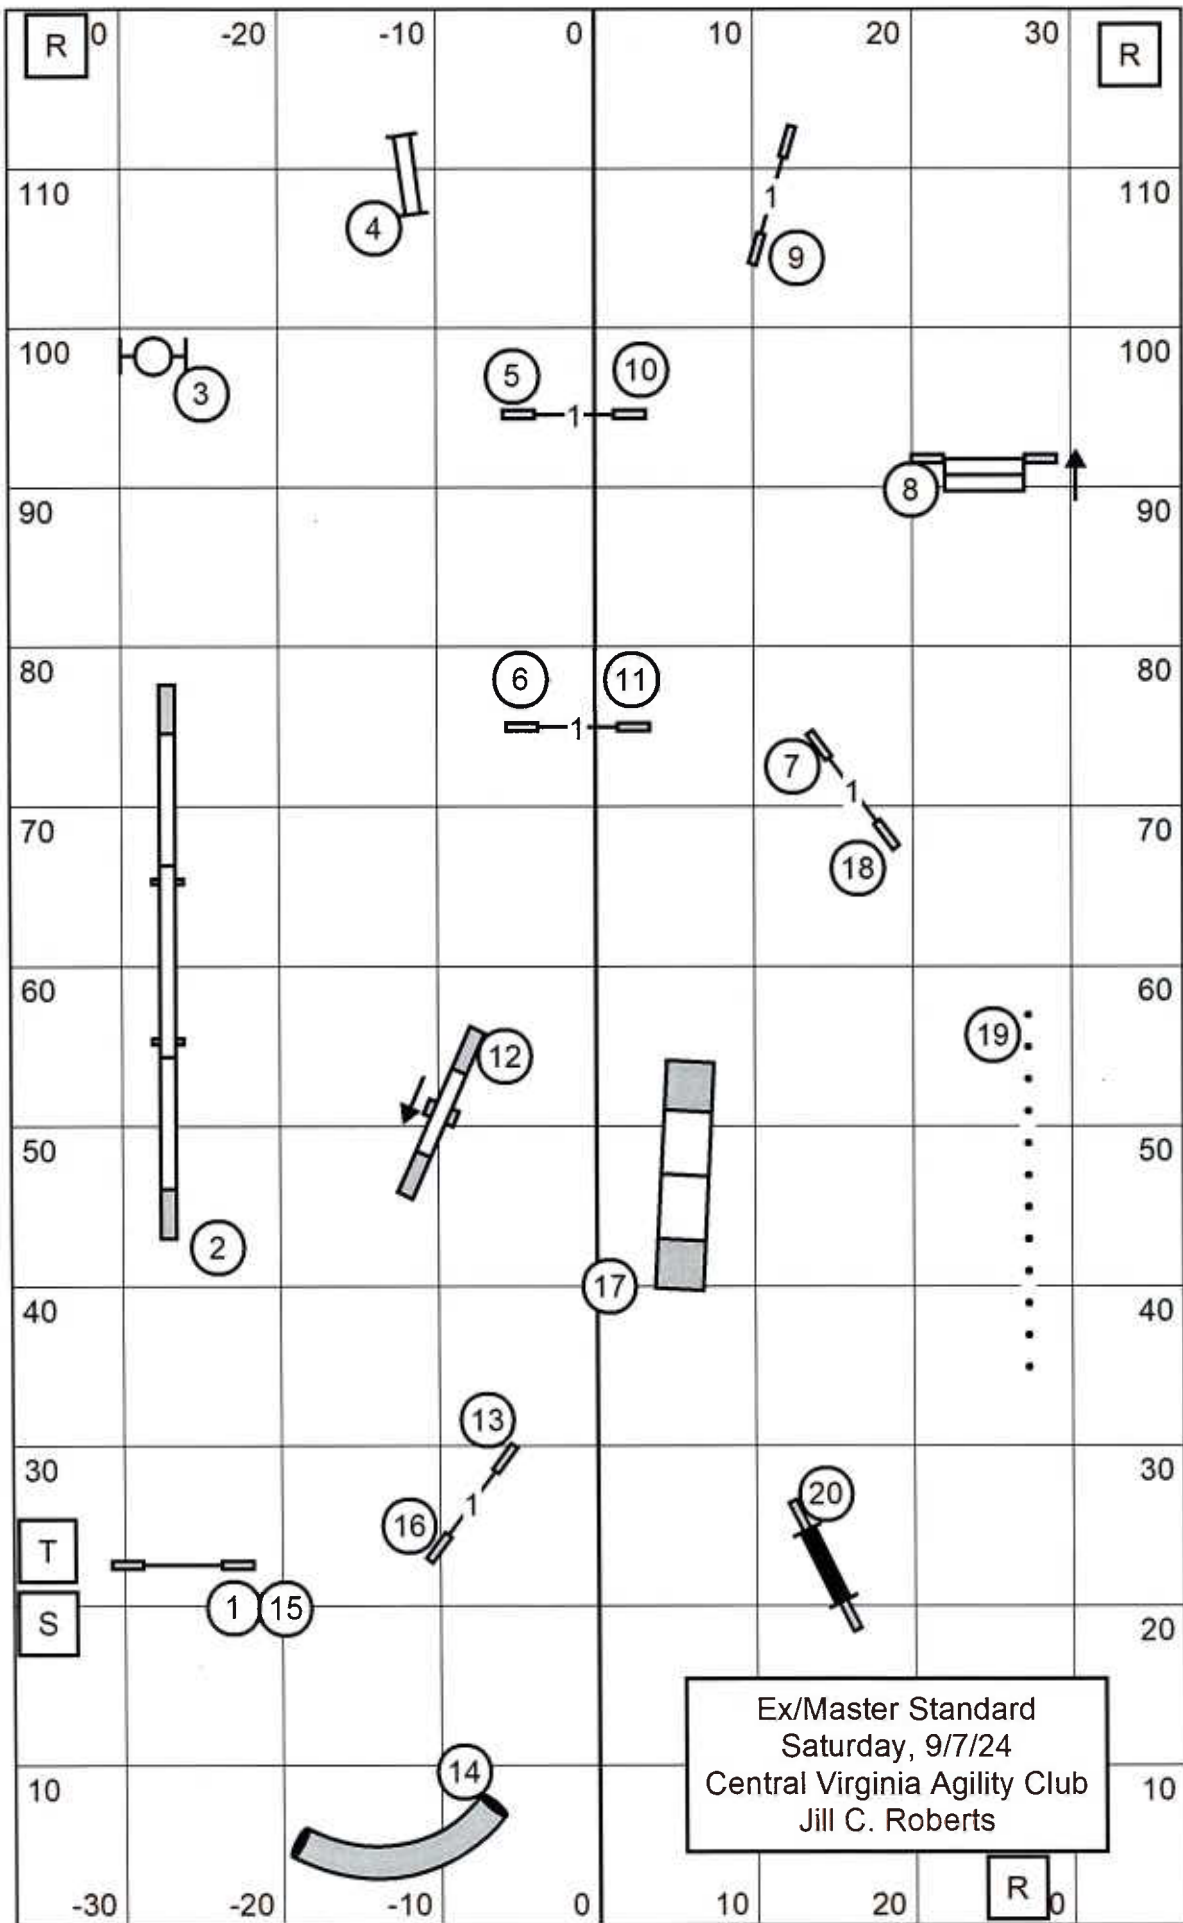 R 0 -20 -10 0 10 20 30 R
110 1 110
4 9
100 100
3 5 10
1
8
90 90
80 6 11 80
1
7
70 1 70
18
60 60
12 19
50 50
2
17
40 40
13
30 30
16 1 20
T
S 1 15 20
Ex/Master Standard
Saturday, 9/7/24
Central Virginia Agility Club
Jill C. Roberts
14
10 10
-30 -20 -10 0 10 20 R 0